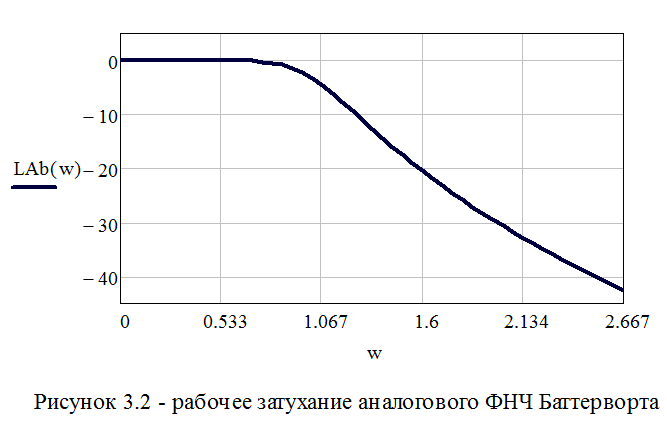 0
− 10
LAb(w)
− 20
− 30
− 40
0 0.533 1.067 1.6 2.134 2.667
w
Рисунок 3.2 - рабочее затухание аналогового ФНЧ Баттерворта